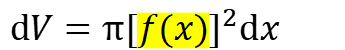 dV = π[f(x)]²dx